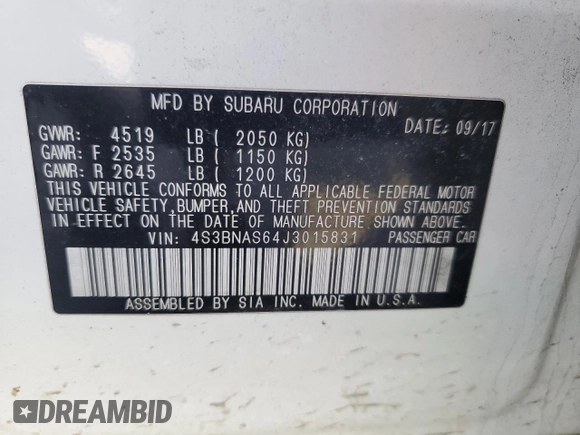 MFD BY SUBARU CORPORATION
DATE: 09/17
GVWR: 4519 LB ( 2050 KG)
GAWR: F 2535 LB ( 1150 KG)
GAWR: R 2645 LB ( 1200 KG)
THIS VEHICLE CONFORMS TO ALL APPLICABLE FEDERAL MOTOR
VEHICLE SAFETY, BUMPER, AND THEFT PREVENTION STANDARDS
IN EFFECT ON THE DATE OF MANUFACTURE SHOWN ABOVE.
VIN: 4S3BNAS64J3015831 PASSENGER CAR
ASSEMBLED BY SIA INC. MADE IN U.S.A.
DREAMBID